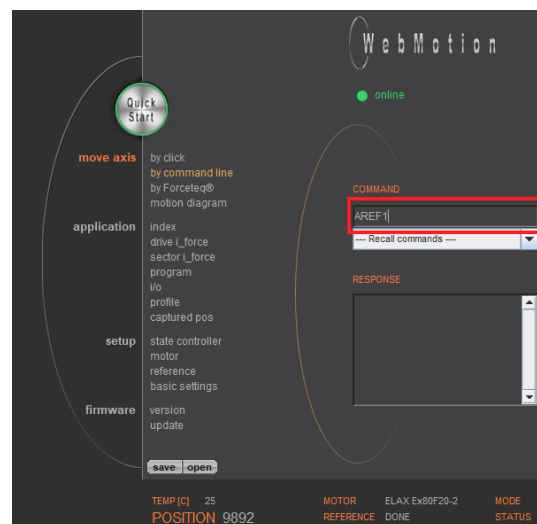 WebMotion
online
Quick
Start
move axis
by click
by command line
by Forceteq®
motion diagram
application
index
drive i_force
sector i_force
program
i/o
profile
captured pos
setup
state controller
motor
reference
basic settings
firmware
version
update
save open
COMMAND
AREF1
---- Recall commands ----
RESPONSE
TEMP [C] 25
POSITION 9892
MOTOR ELAX Ex80F20-2
REFERENCE DONE
MODE
STATUS